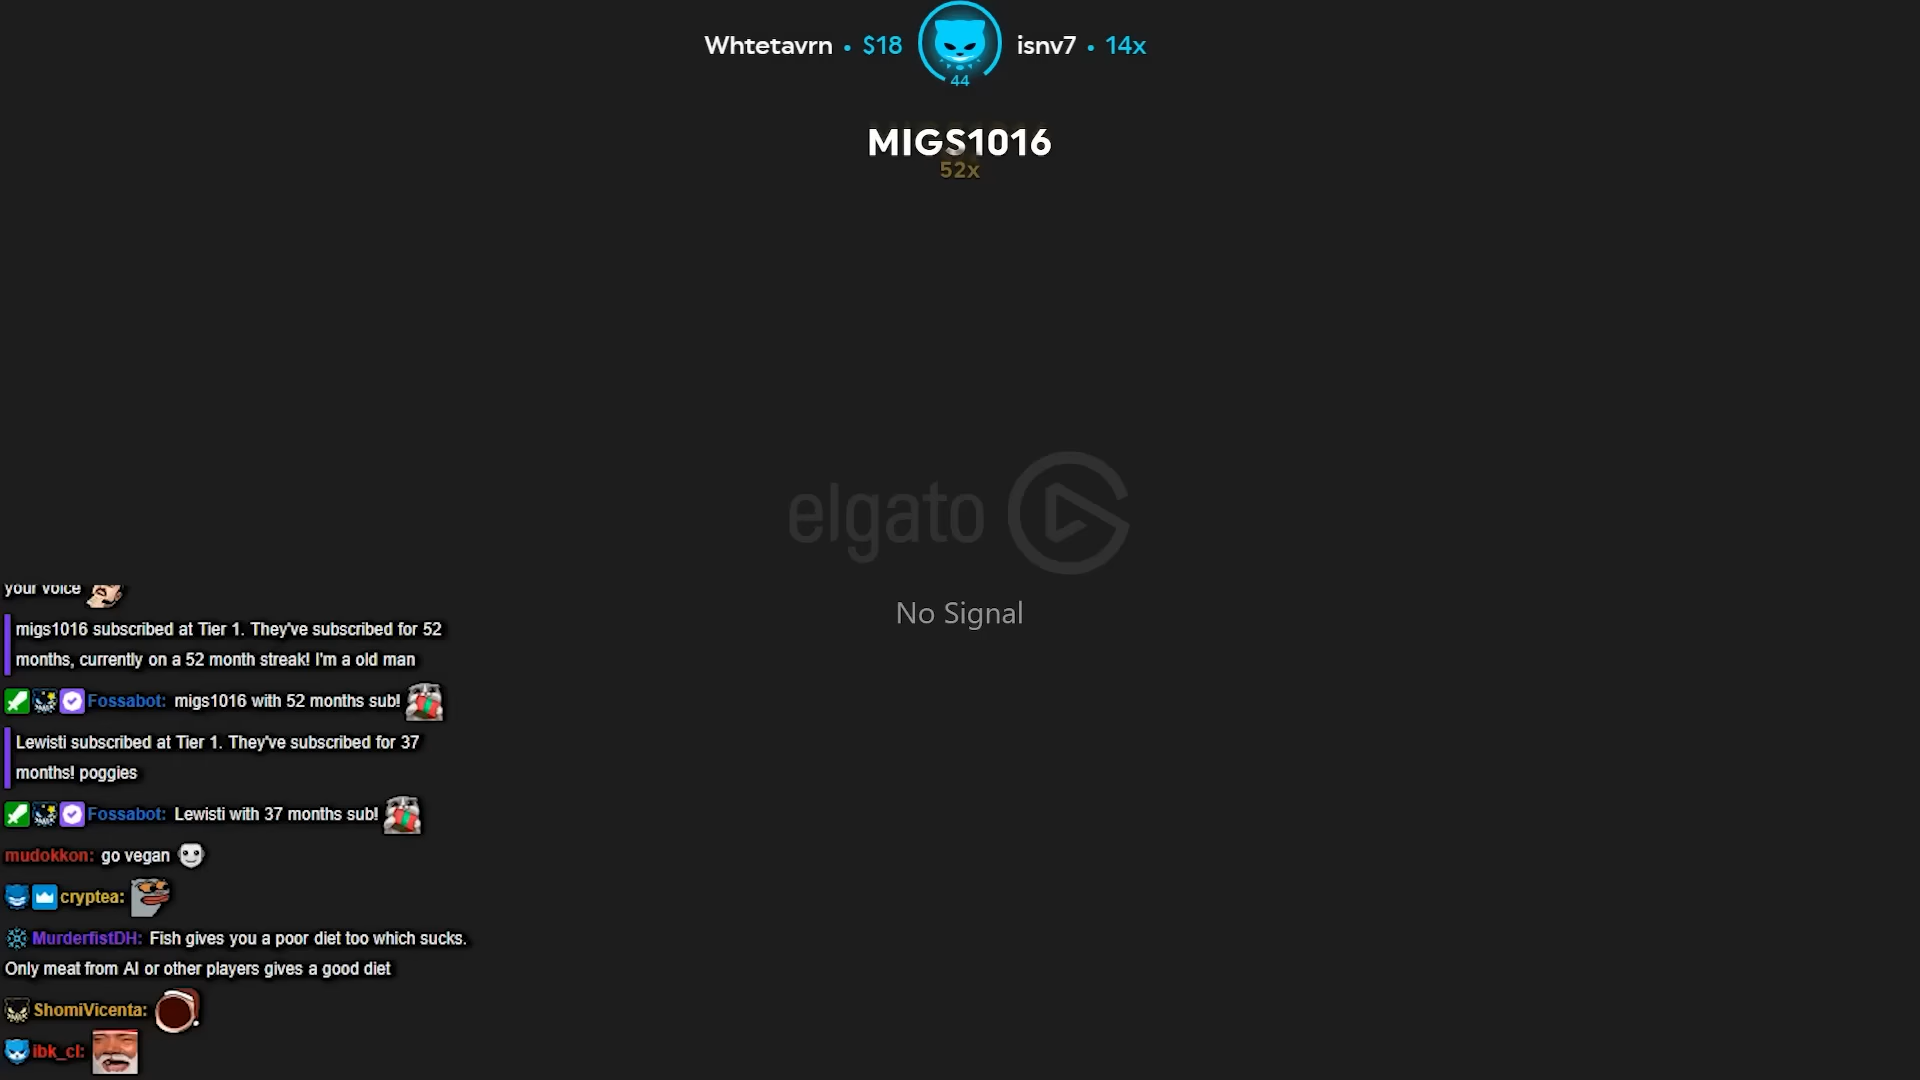 Whtetavrn • $18
44
isnv7 • 14x
MIGS1016
52x
elgato
No Signal
your voice
migs1016 subscribed at Tier 1. They've subscribed for 52
months, currently on a 52 month streak! I'm a old man
Fossabot: migs1016 with 52 months sub!
Lewisti subscribed at Tier 1. They've subscribed for 37
months! poggies
Fossabot: Lewisti with 37 months sub!
mudokkon: go vegan
cryptea:
MurderfistDH: Fish gives you a poor diet too which sucks.
Only meat from AI or other players gives a good diet
ShomiVicenta:
ibk_cl: